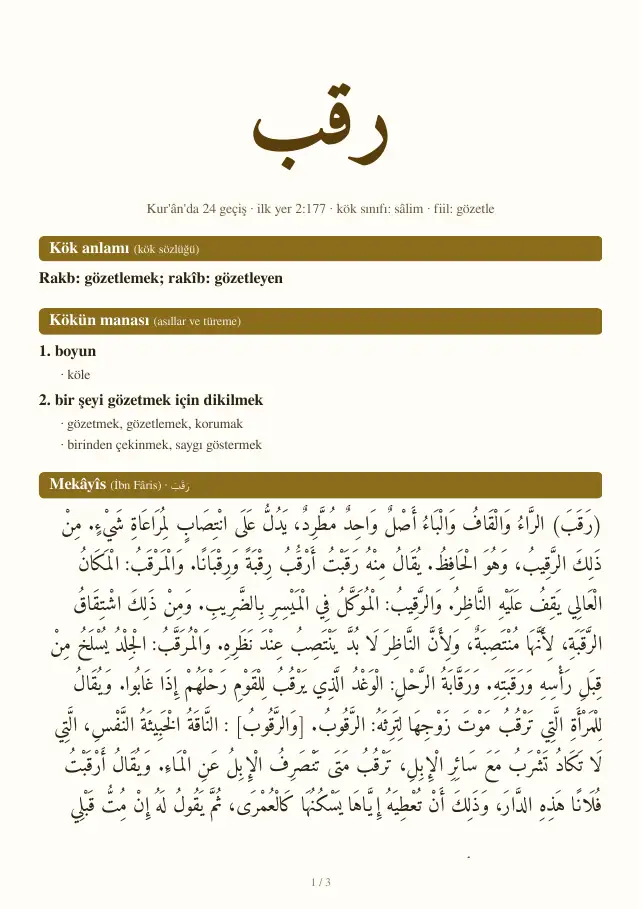 رقب
Kur'ân'da 24 geçiş · ilk yer 2:177 · kök sınıfı: sâlim · fiil: gözetle
Kök anlamı (kök sözlüğü)
Rakb: gözetlemek; rakîb: gözetleyen
Kökün manası (asıllar ve türeme)
1. boyun
· köle
2. bir şeyi gözetmek için dikilmek
· gözetmek, gözetlemek, korumak
· birinden çekinmek, saygı göstermek
Mekâyîs (İbn Fâris) · رَقَبَ
(رَقَبَ) الرَّاءُ وَالْقَافُ وَالْبَاءُ أَصْلٌ وَاحِدٌ مُطَّرِدٌ، يَدُلُّ عَلَى انْتِصَابٍ لِمُرَاعَاةِ شَيْءٍ. مِنْ
ذَلِكَ الرَّقِيبُ، وَهُوَ الْحَافِظُ. يُقَالُ مِنْهُ رَقَبْتُ أَرْقُبُ رِقْبَةً وَرِقْبَانًا. وَالْمَرْقَبُ: الْمَكَانُ
الْعَالِي يَقِفُ عَلَيْهِ النَّاظِرُ. وَالرَّقِيبُ: الْمُوَكَّلُ فِي الْمَيْسِرِ بِالضَّرِيبِ. وَمِنْ ذَلِكَ اشْتِقَاقُ
الرَّقَبَةِ، لِأَنَّهَا مُنْتَصِبَةٌ، وَلِأَنَّ النَّاظِرَ لَا بُدَّ يَنْتَصِبُ عِنْدَ نَظَرِهِ. وَالْمُرَقَّبُ: الْجِلْدُ يُسْلَخُ مِنْ
قِبَلِ رَأْسِهِ وَرَقَبَتِهِ. وَرَقَابَةُ الرَّحْلِ: الْوَغْدُ الَّذِي يَرْقُبُ لِلْقَوْمِ رَحْلَهُمْ إِذَا غَابُوا. وَيُقَالُ
لِلْمَرْأَةِ الَّتِي تَرْقُبُ مَوْتَ زَوْجِهَا لِتَرِثَهُ: الرَّقُوبُ. [وَالرَّقُوبُ] : النَّاقَةُ الْخَبِيثَةُ النَّفْسِ، الَّتِي
لَا تَكَادُ تَشْرَبُ مَعَ سَائِرِ الْإِبِلِ، تَرْقُبُ مَتَى تَنْصَرِفُ الْإِبِلُ عَنِ الْمَاءِ. وَيُقَالُ أَرْقَبْتُ
فُلَانًا هَذِهِ الدَّارَ، وَذَلِكَ أَنْ تُعْطِيَهُ إِيَّاهَا يَسْكُنُهَا كَالْعُمْرَى، ثُمَّ يَقُولُ لَهُ إِنْ مُتُّ قَبْلِي
1 / 3